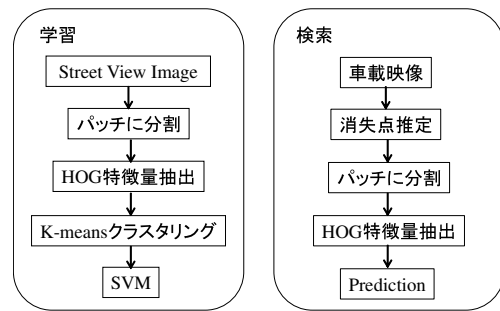 学習
Street View Image
パッチに分割
HOG特徴量抽出
K-meansクラスタリング
SVM
検索
車載映像
消失点推定
パッチに分割
HOG特徴量抽出
Prediction